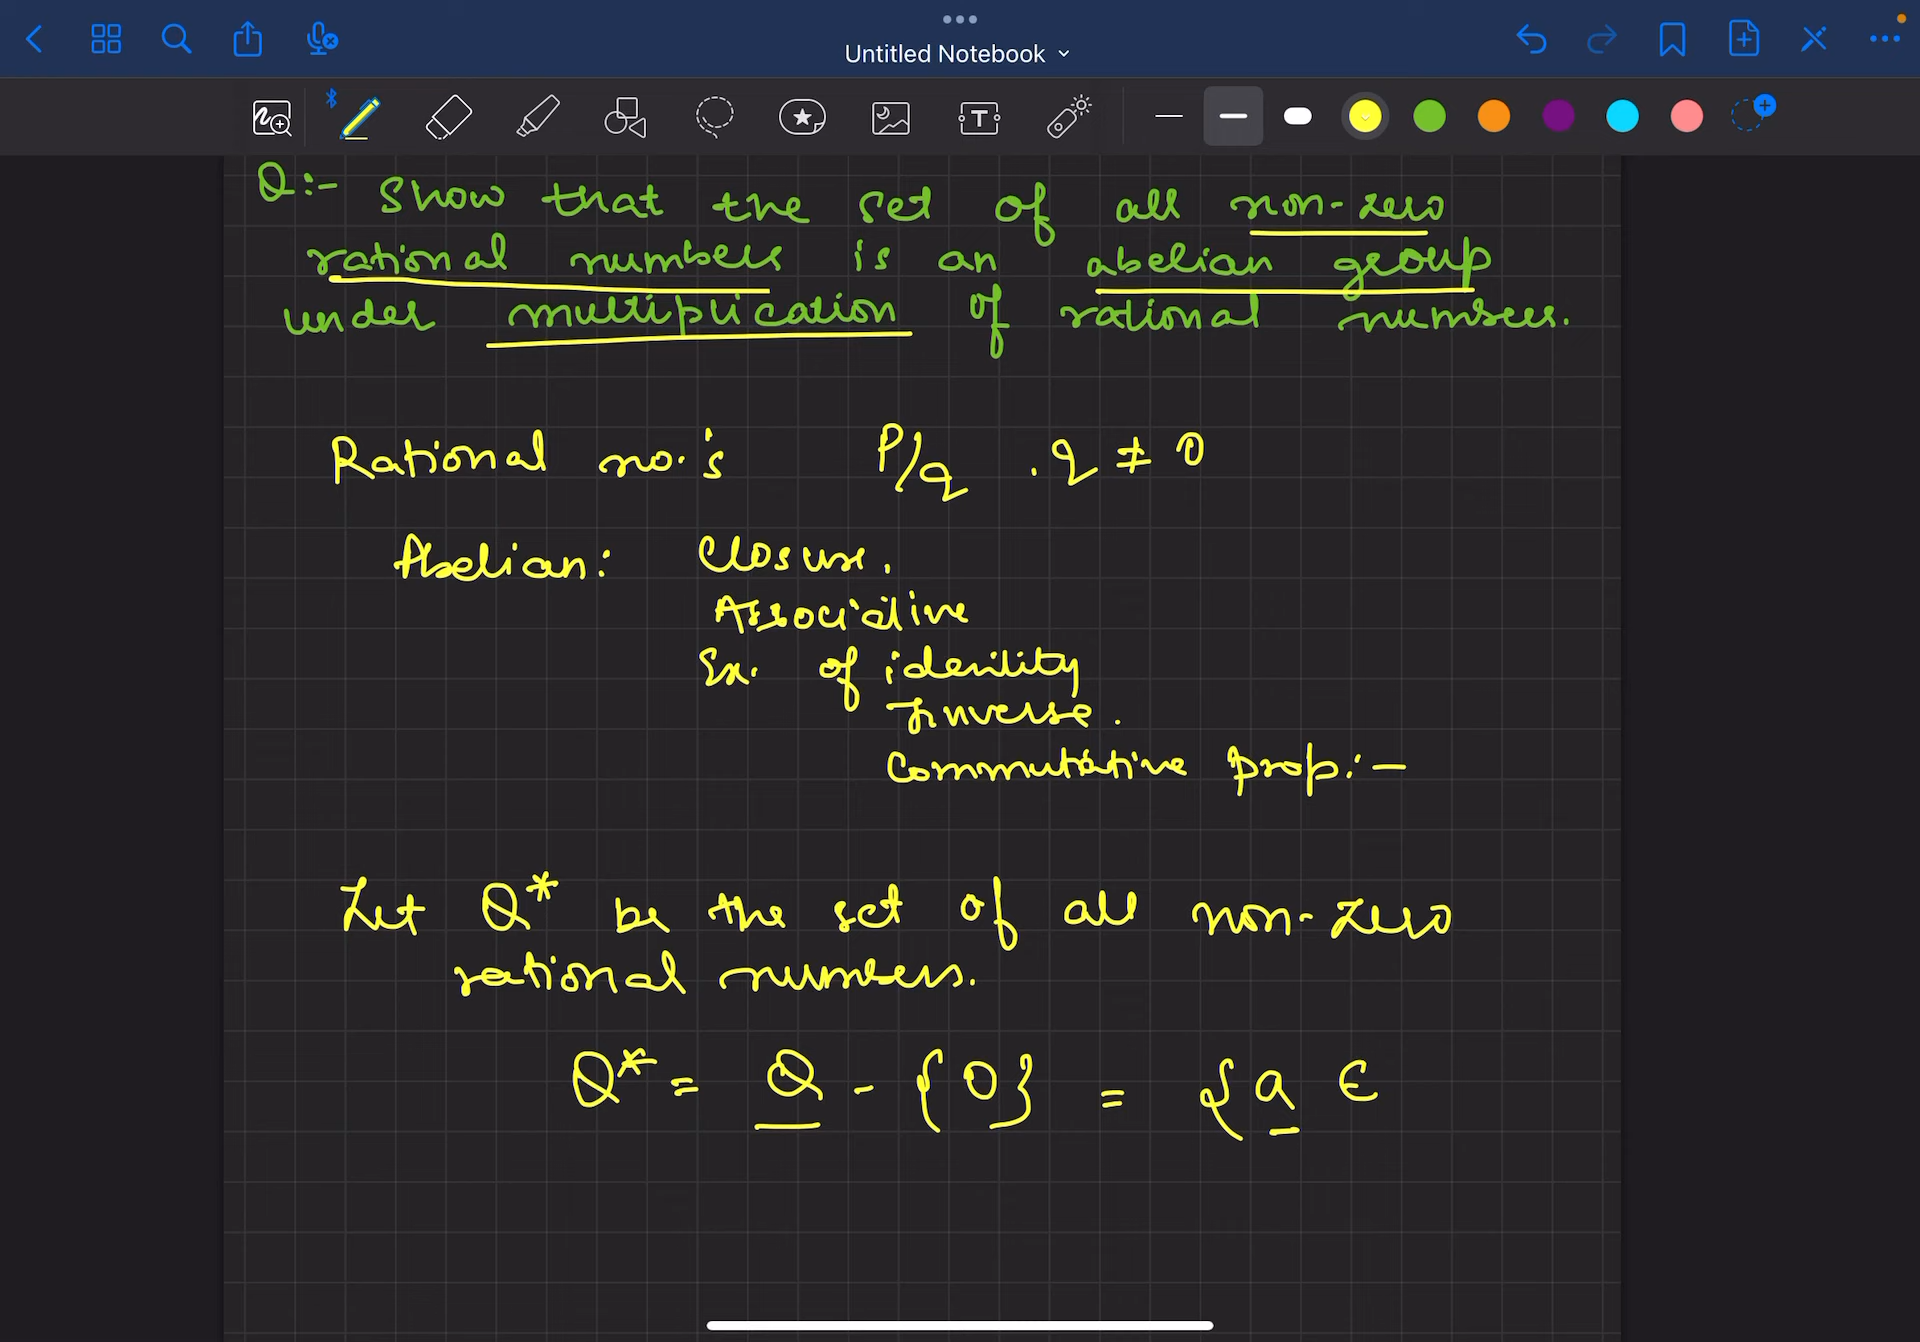 Untitled Notebook
Q:- Show that the set of all non-zero
rational numbers is an abelian group
under multiplication of rational numbers.
Rational no.'s P/q . q ≠ 0
Abelian: Closure.
Associative
Ex. of identity
Inverse.
Commutative prop:-
Let Q* be the set of all non-zero
rational numbers.
Q* = Q - {0} = {a ∈